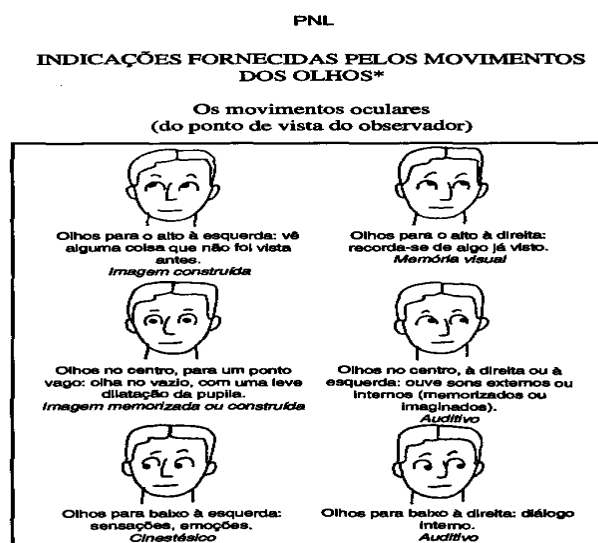 PNL
INDICAÇÕES FORNECIDAS PELOS MOVIMENTOS
DOS OLHOS*
Os movimentos oculares
(do ponto de vista do observador)
Olhos para o alto à esquerda: vê
alguma coisa que não foi vista
antes.
Imagem construída
Olhos para o alto à direita:
recorda-se de algo já visto.
Memória visual
Olhos no centro, para um ponto
vago: olha no vazio, com uma leve
dilatação da pupila.
Imagem memorizada ou construída
Olhos no centro, à direita ou à
esquerda: ouve sons externos ou
internos (memorizados ou
imaginados).
Auditivo
Olhos para baixo à esquerda:
sensações, emoções.
Cinestésico
Olhos para baixo à direita: diálogo
interno.
Auditivo